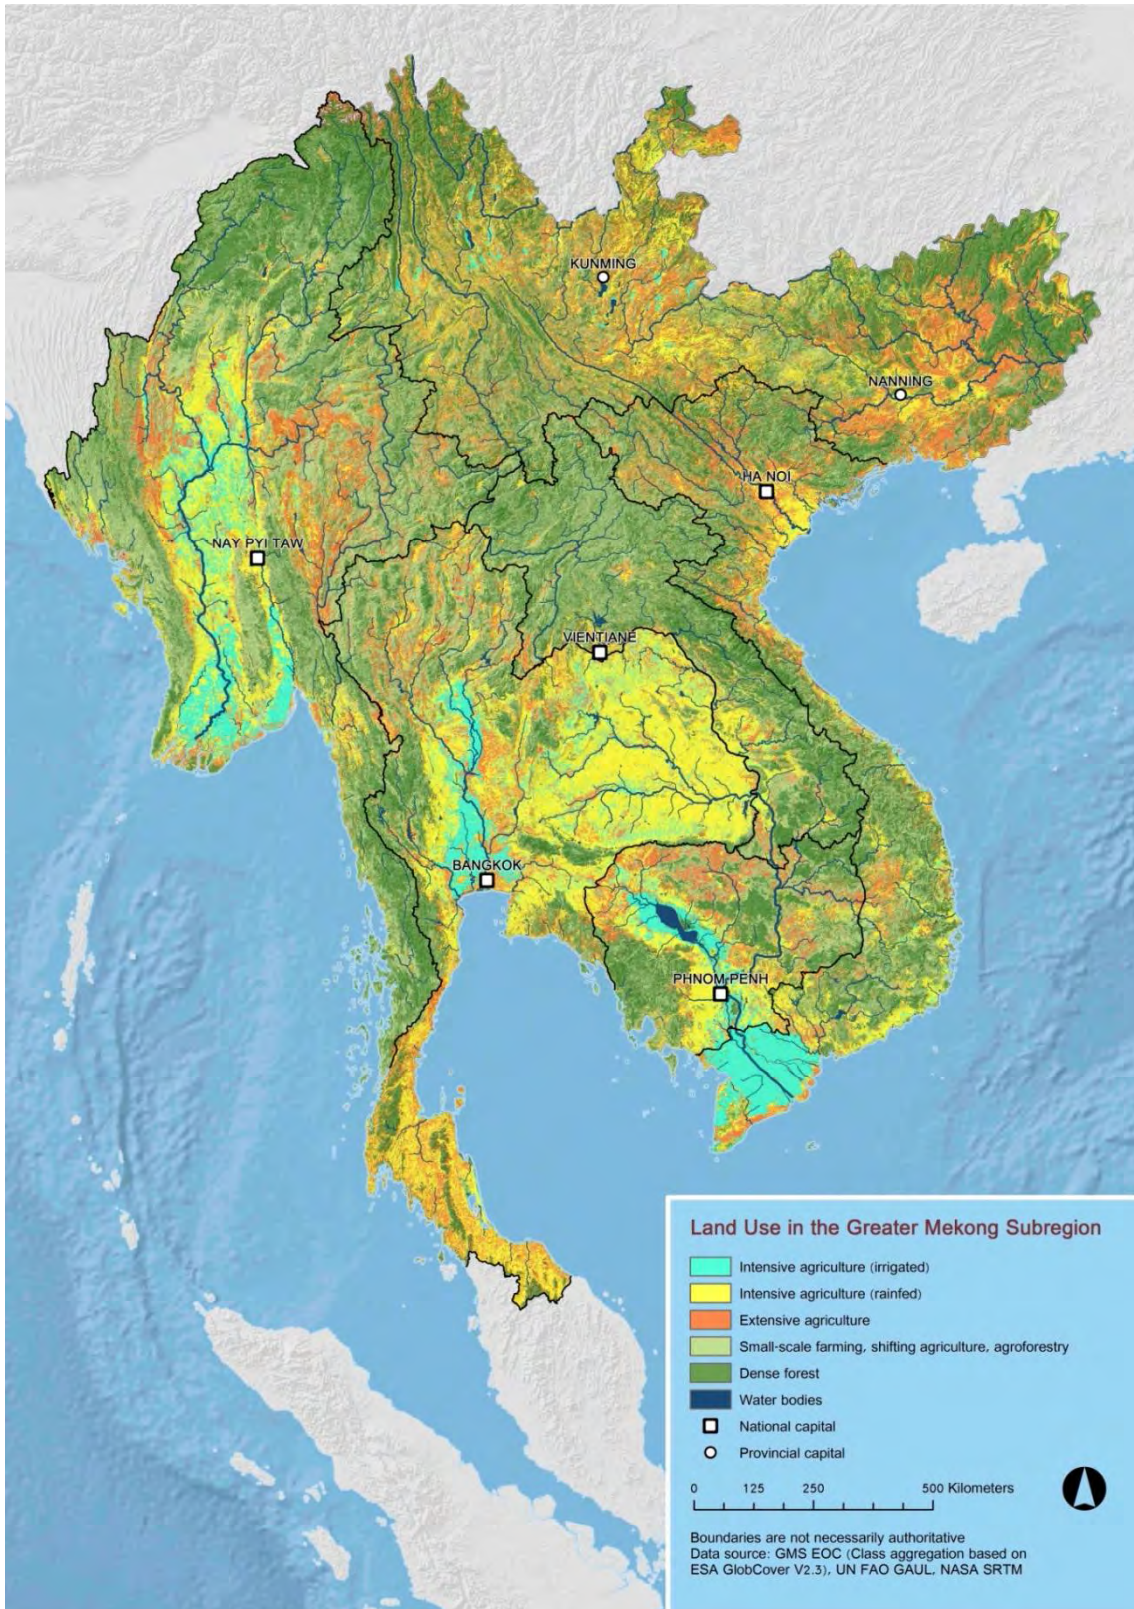 KUNMING
NANNING
HA NOI
NAY PYI TAW
VIENTIANE
BANGKOK
PHNOM PENH
Land Use in the Greater Mekong Subregion
Intensive agriculture (irrigated)
Intensive agriculture (rainfed)
Extensive agriculture
Small-scale farming, shifting agriculture, agroforestry
Dense forest
Water bodies
National capital
Provincial capital
0 125 250 500 Kilometers
Boundaries are not necessarily authoritative
Data source: GMS EOC (Class aggregation based on
ESA GlobCover V2.3), UN FAO GAUL, NASA SRTM